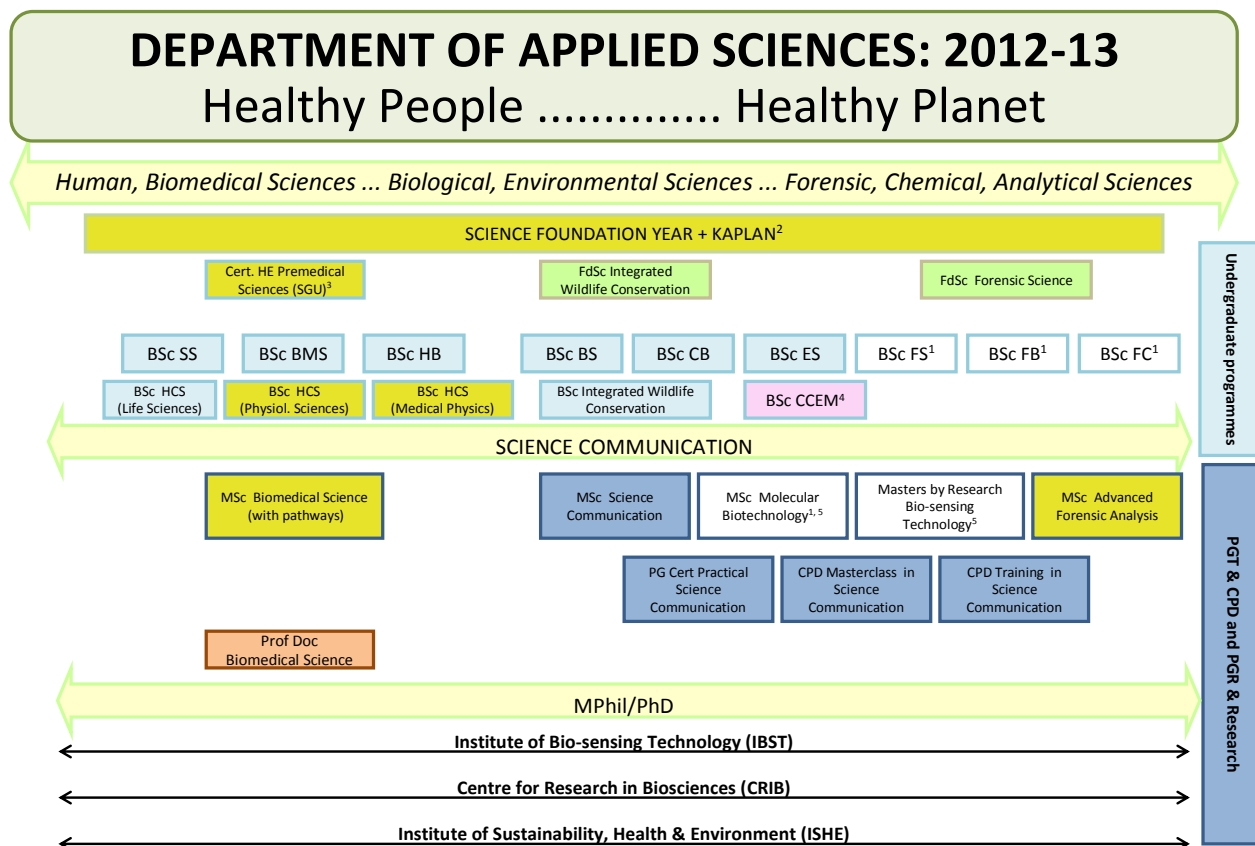 DEPARTMENT OF APPLIED SCIENCES: 2012-13
Healthy People .............. Healthy Planet
Human, Biomedical Sciences ... Biological, Environmental Sciences ... Forensic, Chemical, Analytical Sciences
SCIENCE FOUNDATION YEAR + KAPLAN²
Cert. HE Premedical
Sciences (SGU)³
FdSc Integrated
Wildlife Conservation
FdSc Forensic Science
Undergraduate programmes
BSc SS
BSc BMS
BSc HB
BSc BS
BSc CB
BSc ES
BSc FS¹
BSc FB¹
BSc FC¹
BSc HCS
(Life Sciences)
BSc HCS
(Physiol. Sciences)
BSc HCS
(Medical Physics)
BSc Integrated Wildlife
Conservation
BSc CCEM⁴
SCIENCE COMMUNICATION
MSc Biomedical Science
(with pathways)
MSc Science
Communication
MSc Molecular
Biotechnology¹, ⁵
Masters by Research
Bio-sensing
Technology⁵
MSc Advanced
Forensic Analysis
PG Cert Practical
Science
Communication
CPD Masterclass in
Science
Communication
CPD Training in
Science
Communication
PGT & CPD and PGR & Research
Prof Doc
Biomedical Science
MPhil/PhD
Institute of Bio-sensing Technology (IBST)
Centre for Research in Biosciences (CRIB)
Institute of Sustainability, Health & Environment (ISHE)